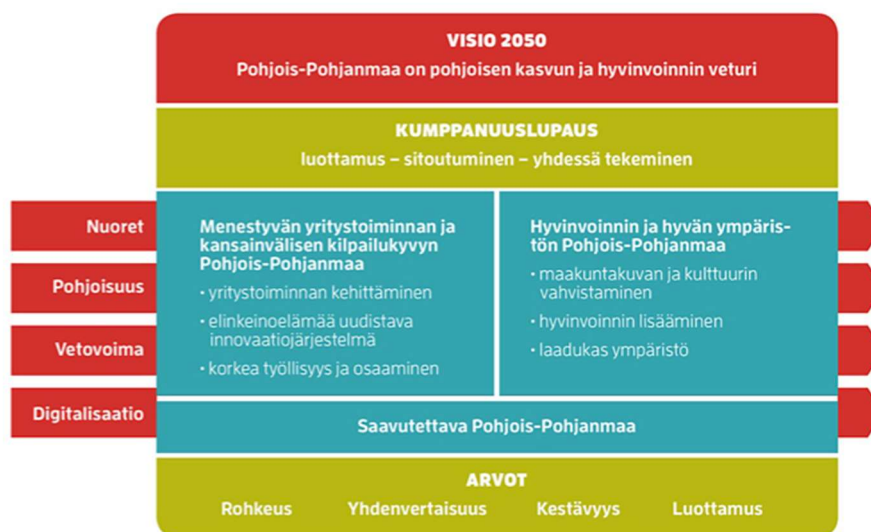 VISIO 2050
Pohjois-Pohjanmaa on pohjoisen kasvun ja hyvinvoinnin veturi
KUMPPANUUSLUPAUS
luottamus – sitoutuminen – yhdessä tekeminen
Nuoret
Pohjoisuus
Vetovoima
Digitalisaatio
Menestyvän yritystoiminnan ja
kansainvälisen kilpailukyvyn
Pohjois-Pohjanmaa
• yritystoiminnan kehittäminen
• elinkeinoelämää uudistava
innovaatiojärjestelmä
• korkea työllisyys ja osaaminen
Hyvinvoinnin ja hyvän ympäris-
tön Pohjois-Pohjanmaa
• maakuntakuvan ja kulttuurin
vahvistaminen
• hyvinvoinnin lisääminen
• laadukas ympäristö
Saavutettava Pohjois-Pohjanmaa
ARVOT
Rohkeus Yhdenvertaisuus Kestävyys Luottamus